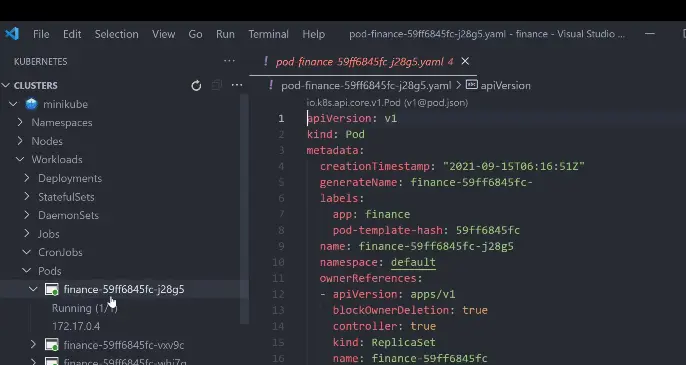 File Edit Selection View Go Run Terminal Help pod-finance-59ff6845fc-j28g5.yaml - finance - Visual Studio ...
KUBERNETES
CLUSTERS
minikube
Namespaces
Nodes
Workloads
Deployments
StatefulSets
DaemonSets
Jobs
CronJobs
Pods
finance-59ff6845fc-j28g5
Running (1/1)
172.17.0.4
finance-59ff6845fc-vxv9c
pod-finance-59ff6845fc-j28g5.yaml 4
! pod-finance-59ff6845fc-j28g5.yaml > apiVersion
io.k8s.api.core.v1.Pod (v1@pod.json)
1 apiVersion: v1
2 kind: Pod
3 metadata:
4 creationTimestamp: "2021-09-15T06:16:51Z"
5 generateName: finance-59ff6845fc-
6 labels:
7 app: finance
8 pod-template-hash: 59ff6845fc
9 name: finance-59ff6845fc-j28g5
10 namespace: default
11 ownerReferences:
12 - apiVersion: apps/v1
13 blockOwnerDeletion: true
14 controller: true
15 kind: ReplicaSet
16 name: finance-59ff6845fc